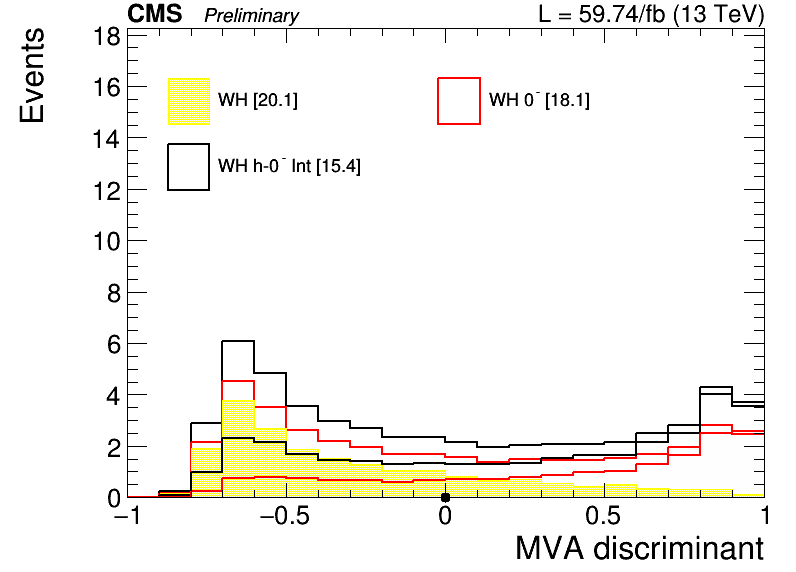 CMS Preliminary L = 59.74/fb (13 TeV)
Events
18
16
14
12
10
8
6
4
2
0
WH [20.1]
WH 0⁻ [18.1]
WH h-0⁻ Int [15.4]
−1 −0.5 0 0.5 1
MVA discriminant